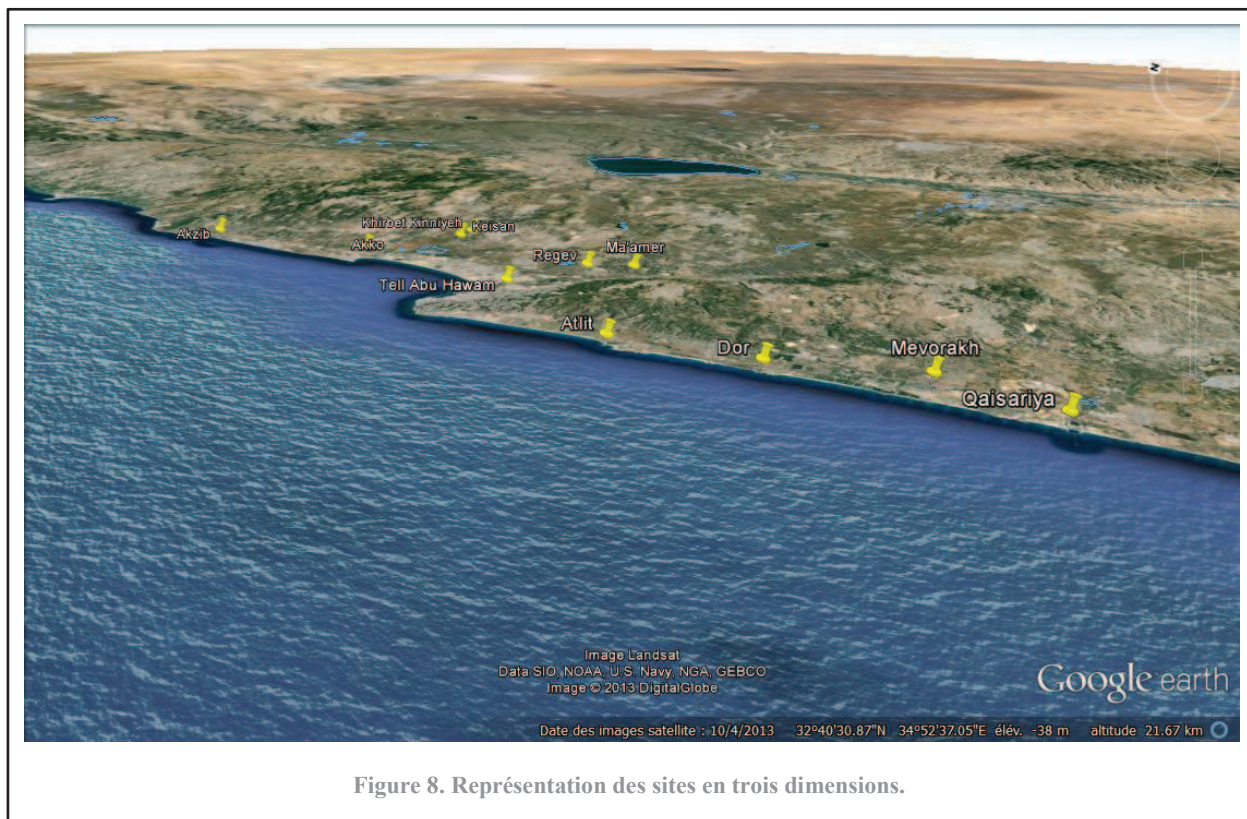 N
Akzib
Akko
Khirbet Kinniyeh
Keisan
Regev
Ma'amer
Tell Abu Hawam
Atlit
Dor
Mevorakh
Qaisariya
Image Landsat
Data SIO, NOAA, U.S. Navy, NGA, GEBCO
Image © 2013 DigitalGlobe
Google earth
Date des images satellite : 10/4/2013 32°40'30.87"N 34°52'37.05"E élév. -38 m altitude 21.67 km
Figure 8. Représentation des sites en trois dimensions.